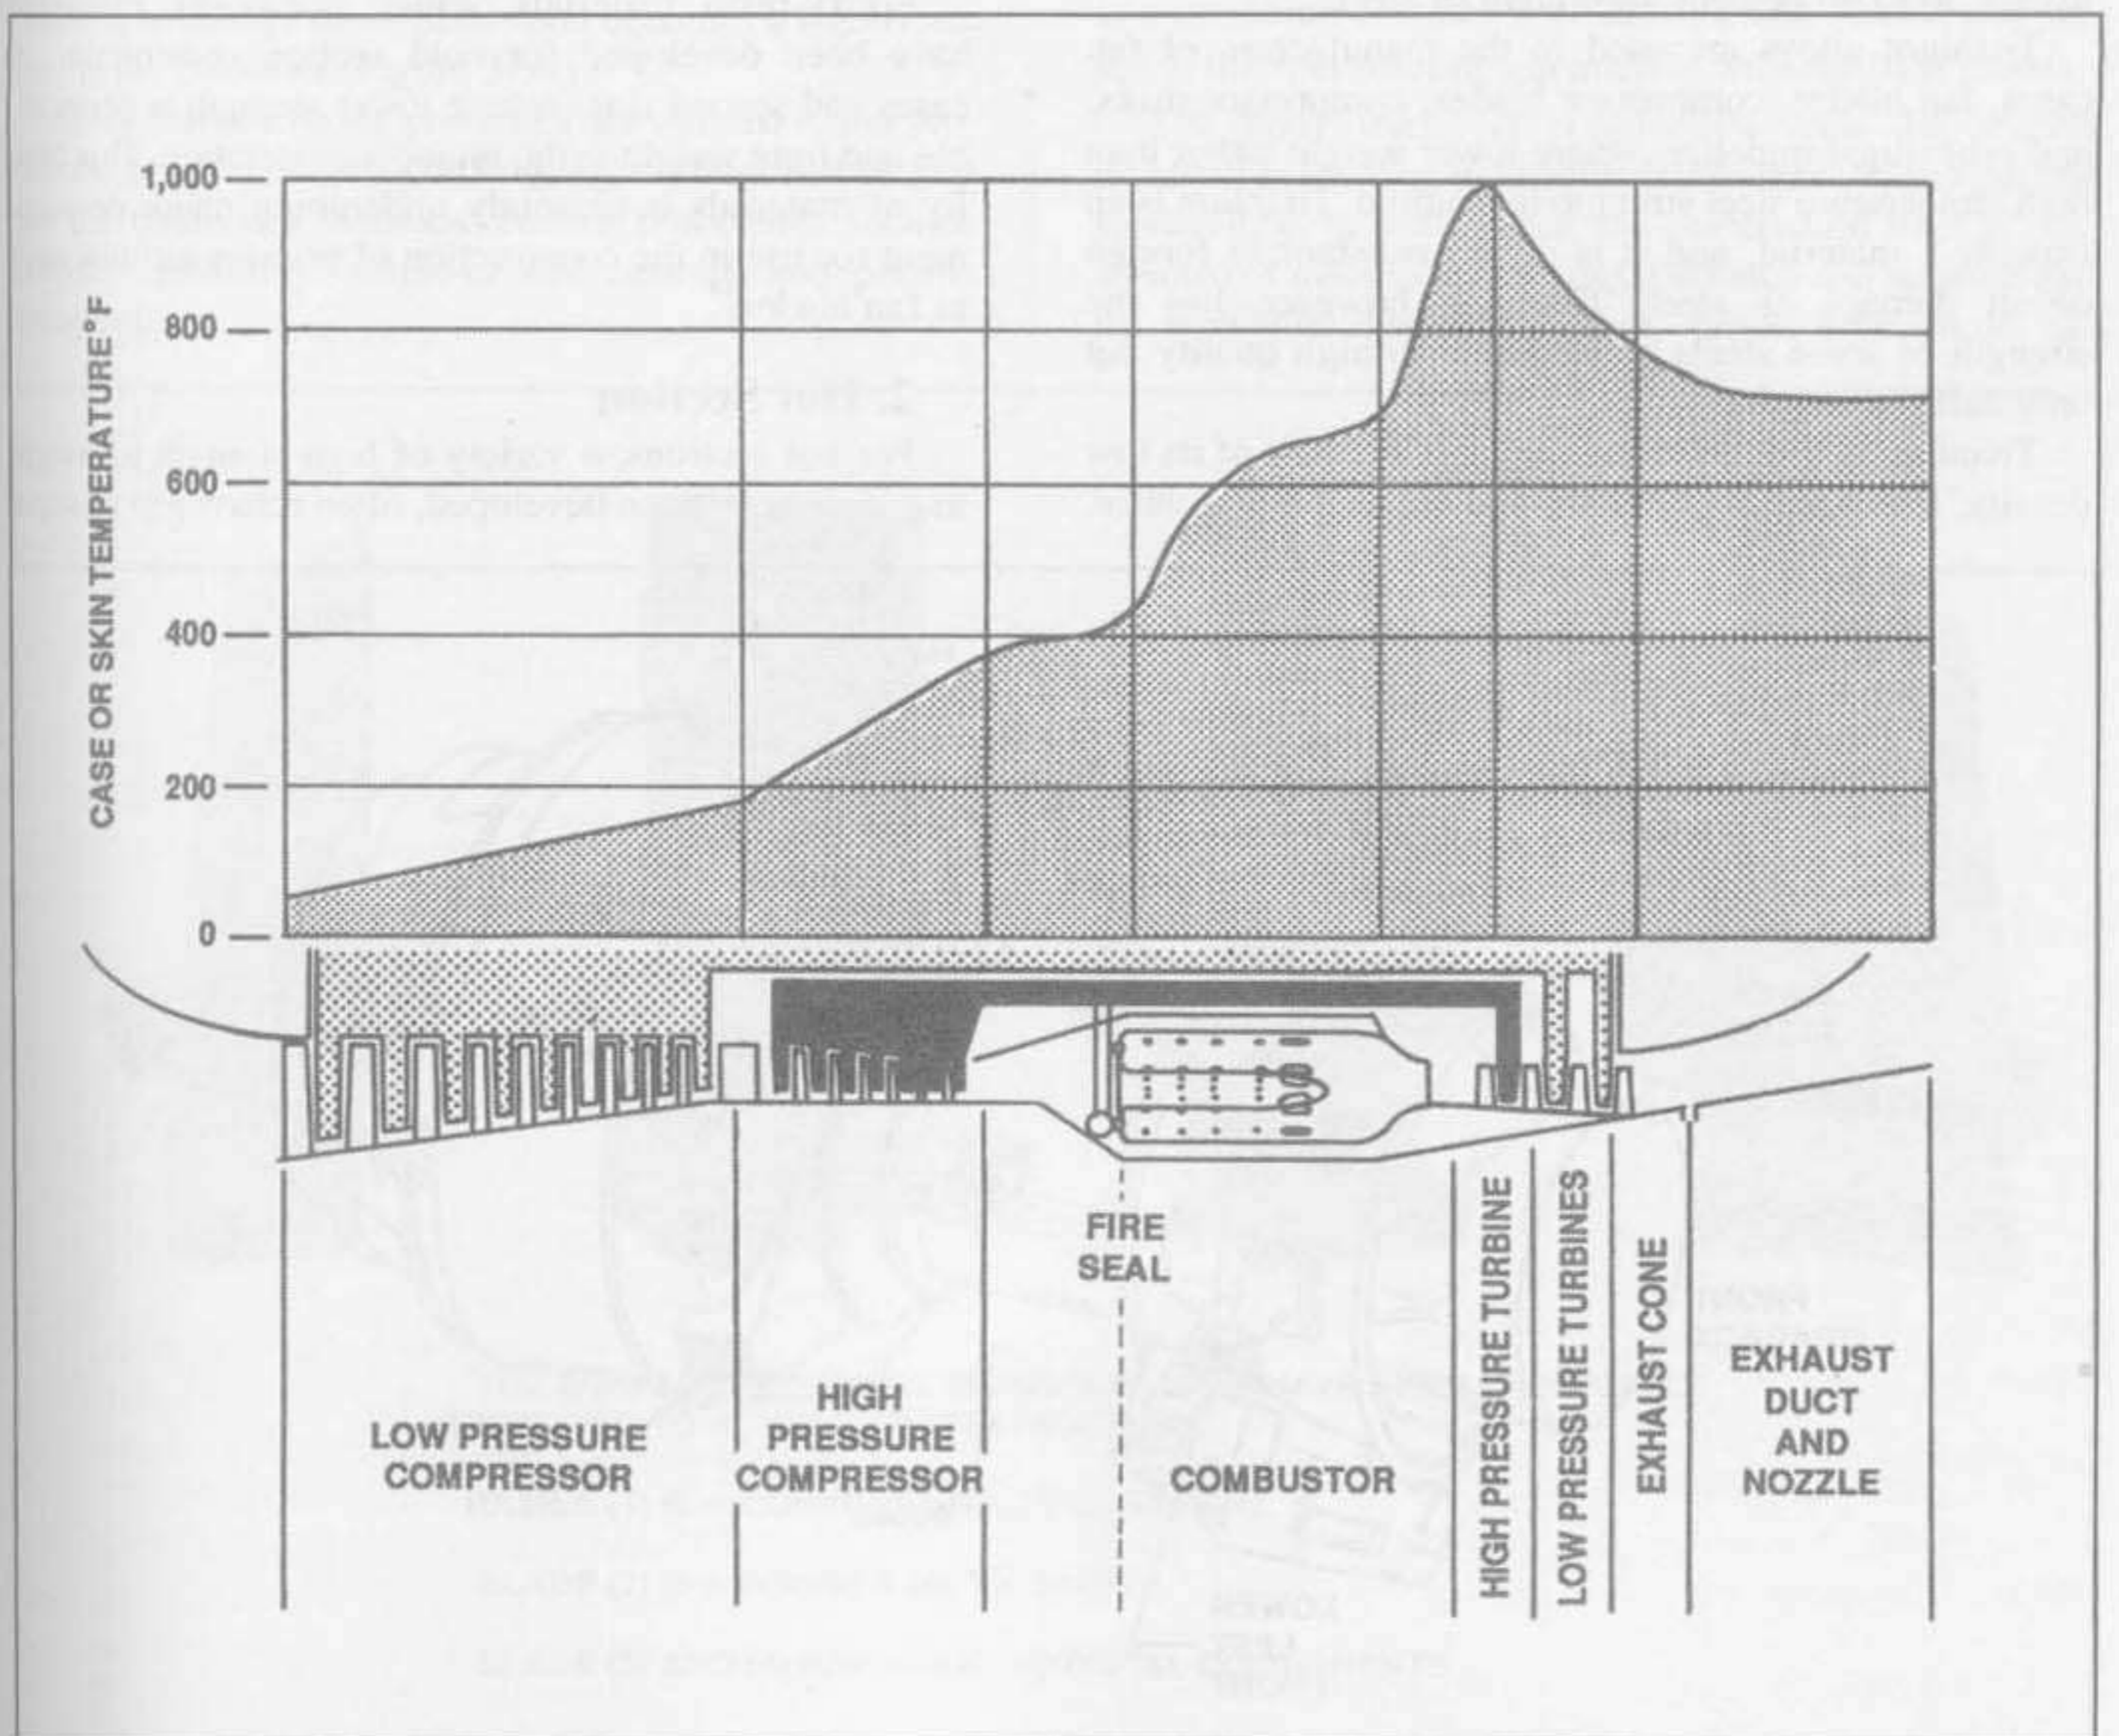 CASE OR SKIN TEMPERATURE°F
1,000
800
600
400
200
0
LOW PRESSURE
COMPRESSOR
HIGH
PRESSURE
COMPRESSOR
FIRE
SEAL
COMBUSTOR
HIGH PRESSURE TURBINE
LOW PRESSURE TURBINES
EXHAUST CONE
EXHAUST
DUCT
AND
NOZZLE